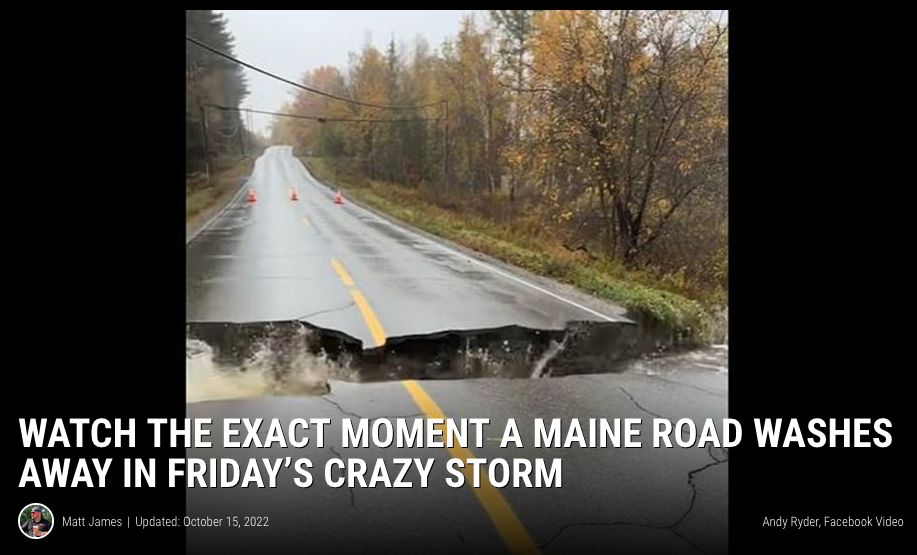 WATCH THE EXACT MOMENT A MAINE ROAD WASHES
AWAY IN FRIDAY'S CRAZY STORM
Matt James | Updated: October 15, 2022
Andy Ryder, Facebook Video